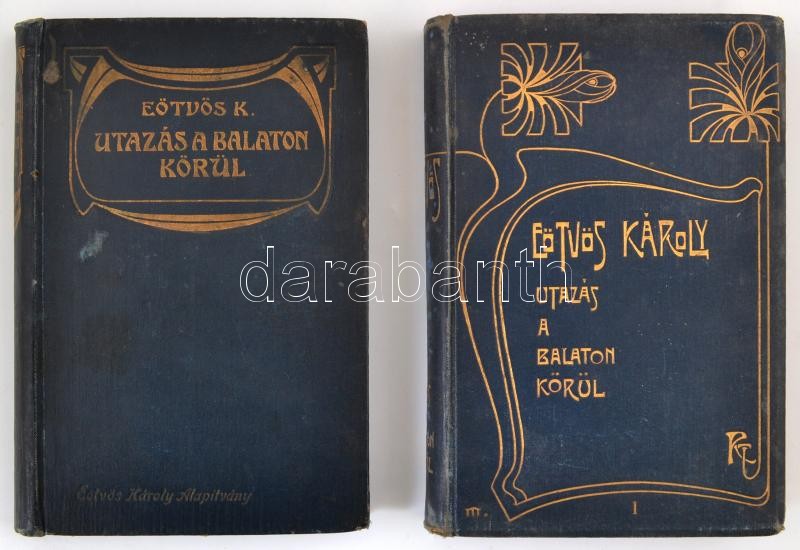 EÖTVÖS K.
UTAZÁS A BALATON
KÖRÜL
Eötvös Károly Alapítvány
EÖTVÖS KÁROLY
UTAZÁS
A
BALATON
KÖRÜL
m.
I
darabanth